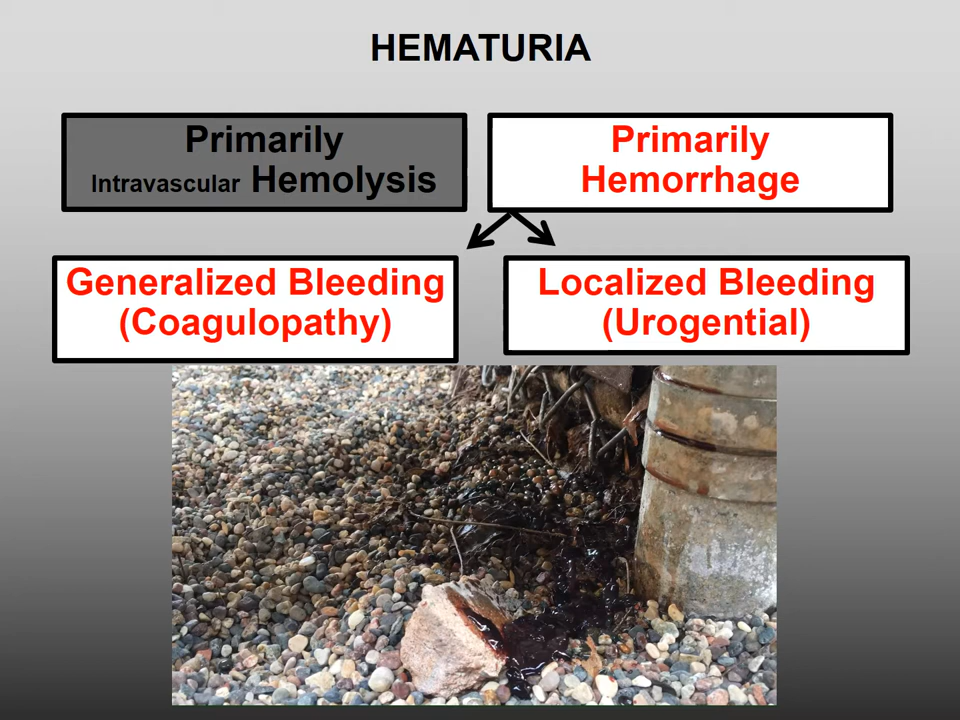 HEMATURIA
Primarily
Intravascular Hemolysis
Primarily
Hemorrhage
Generalized Bleeding
(Coagulopathy)
Localized Bleeding
(Urogential)